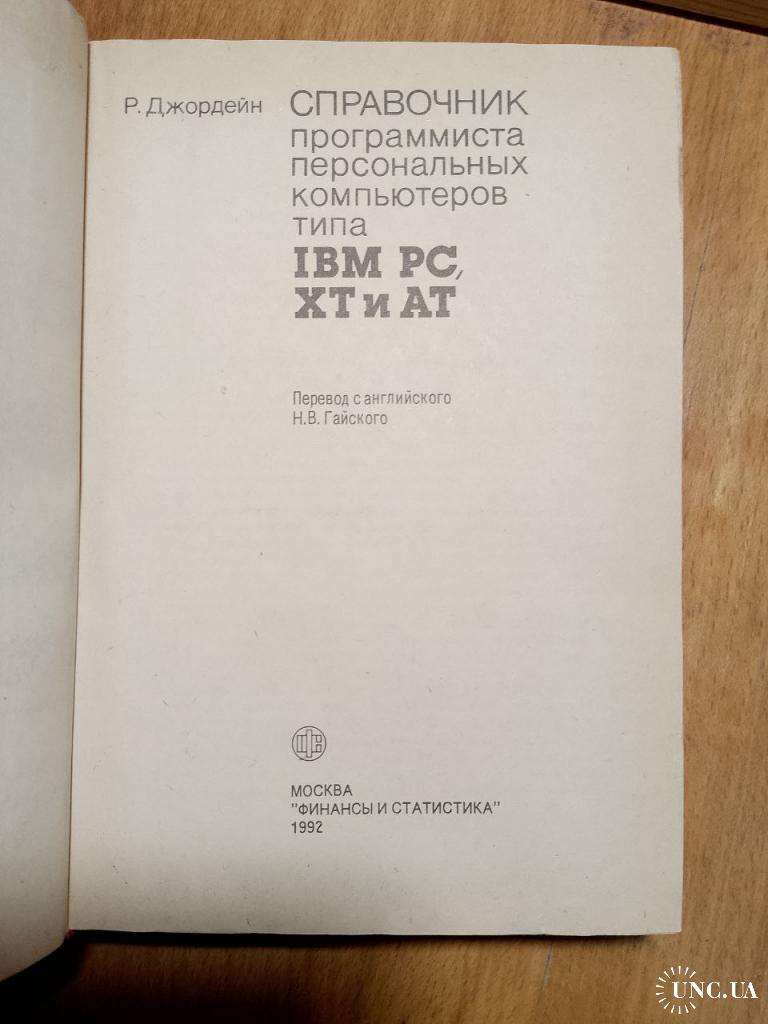 Р. Джордейн
СПРАВОЧНИК
программиста
персональных
компьютеров
типа
IBM PC,
XT и AT
Перевод с английского
Н.В. Гайского
МОСКВА
"ФИНАНСЫ И СТАТИСТИКА"
1992
UNC.UA